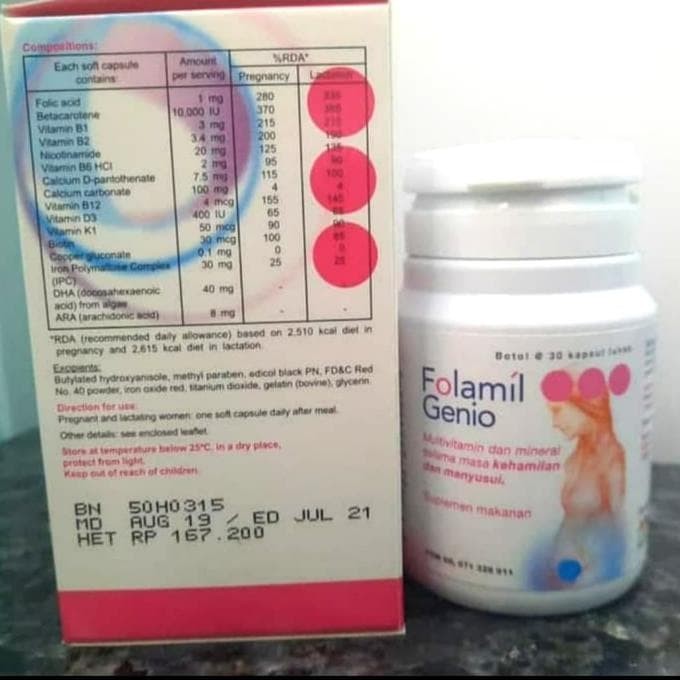 Compositions:
Each soft capsule contains: Amount per serving %RDA*
Pregnancy
Folic acid 1 mg 280
Betacarotene 10,000 IU 370
Vitamin B1 3 mg 215
Vitamin B2 3.4 mg 200 190
Nicotinamide 20 mg 125 135
Vitamin B6 HCl 2 mg 95 90
Calcium D-pantothenate 7.5 mg 115 100
Calcium carbonate 100 mg 4 4
Vitamin B12 4 mcg 155 145
Vitamin D3 400 IU 65 65
Vitamin K1 50 mcg 90 90
Biotin 30 mcg 100 85
Copper gluconate 0.1 mg 0 0
Iron Polymaltose Complex 30 mg 25 25
(IPC)
DHA (docosahexaenoic 40 mg - -
acid) from algae
ARA (arachidonic acid) 8 mg - -
*RDA (recommended daily allowance) based on 2,510 kcal diet in
pregnancy and 2,615 kcal diet in lactation.
Excipients:
Butylated hydroxyanisole, methyl paraben, edicol black PN, FD&C Red
No. 40 powder, iron oxide red, titanium dioxide, gelatin (bovine), glycerin.
Direction for use:
Pregnant and lactating women: one soft capsule daily after meal.
Other details: see enclosed leaflet.
Store at temperature below 25°C, in a dry place,
protect from light.
Keep out of reach of children.
BN 50H0315
MD AUG 19 / ED JUL 21
HET RP 167.200
Botol @ 30 kapsul lunak
Folamil
Genio
Multivitamin dan mineral
selama masa kehamilan
dan menyusui.
Suplemen makanan